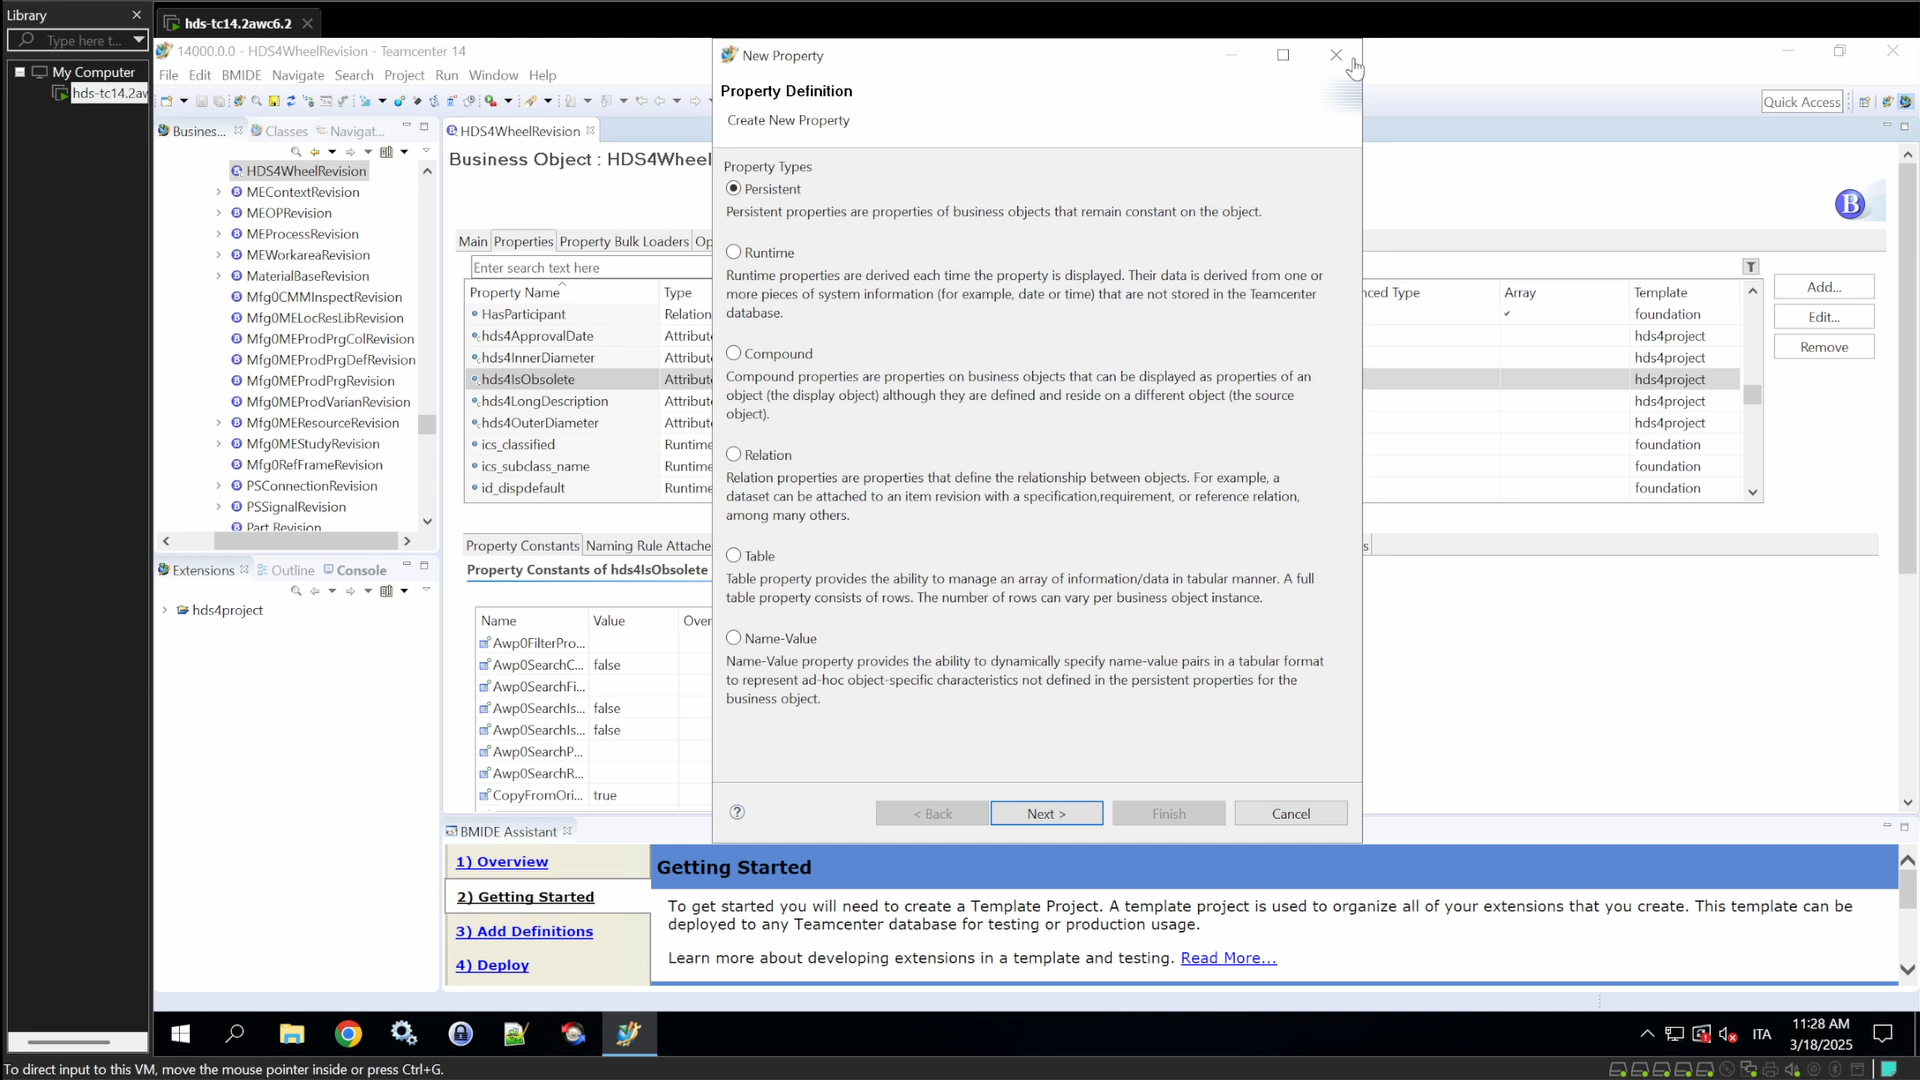 Library
hds-tc14.2awc6.2
Type here t...
My Computer
hds-tc14.2aw
14000.0.0 - HDS4WheelRevision - Teamcenter 14
File Edit BMIDE Navigate Search Project Run Window Help
Quick Access
Busines... Classes Navigat...
HDS4WheelRevision
MEContextRevision
MEOPRevision
MEProcessRevision
MEWorkareaRevision
MaterialBaseRevision
Mfg0CMMInspectRevision
Mfg0MELocResLibRevision
Mfg0MEProdPrgColRevision
Mfg0MEProdPrgDefRevision
Mfg0MEProdPrgRevision
Mfg0MEProdVarianRevision
Mfg0MEResourceRevision
Mfg0MEStudyRevision
Mfg0RefFrameRevision
PSConnectionRevision
PSSignalRevision
Part Revision
Extensions Outline Console
hds4project
HDS4WheelRevision
Business Object : HDS4Wheel
Main Properties Property Bulk Loaders Op
Enter search text here
Property Name Type
HasParticipant Relation
hds4ApprovalDate Attribut
hds4InnerDiameter Attribut
hds4IsObsolete Attribut
hds4LongDescription Attribut
hds4OuterDiameter Attribut
ics_classified Runtime
ics_subclass_name Runtime
id_dispdefault Runtime
nced Type Array Template
foundation
hds4project
hds4project
hds4project
hds4project
hds4project
foundation
foundation
foundation
Add...
Edit...
Remove
Property Constants Naming Rule Attache
s
Property Constants of hds4IsObsolete
Name Value Over
Awp0FilterPro...
Awp0SearchC... false
Awp0SearchFi...
Awp0SearchIs... false
Awp0SearchIs... false
Awp0SearchP...
Awp0SearchR...
CopyFromOri... true
New Property
Property Definition
Create New Property
Property Types
Persistent
Persistent properties are properties of business objects that remain constant on the object.
Runtime
Runtime properties are derived each time the property is displayed. Their data is derived from one or
more pieces of system information (for example, date or time) that are not stored in the Teamcenter
database.
Compound
Compound properties are properties on business objects that can be displayed as properties of an
object (the display object) although they are defined and reside on a different object (the source
object).
Relation
Relation properties are properties that define the relationship between objects. For example, a
dataset can be attached to an item revision with a specification,requirement, or reference relation,
among many others.
Table
Table property provides the ability to manage an array of information/data in tabular manner. A full
table property consists of rows. The number of rows can vary per business object instance.
Name-Value
Name-Value property provides the ability to dynamically specify name-value pairs in a tabular format
to represent ad-hoc object-specific characteristics not defined in the persistent properties for the
business object.
< Back Next > Finish Cancel
BMIDE Assistant
1) Overview
2) Getting Started
3) Add Definitions
4) Deploy
Getting Started
To get started you will need to create a Template Project. A template project is used to organize all of your extensions that you create. This template can be
deployed to any Teamcenter database for testing or production usage.
Learn more about developing extensions in a template and testing. Read More...
ITA
11:28 AM
3/18/2025
To direct input to this VM, move the mouse pointer inside or press Ctrl+G.